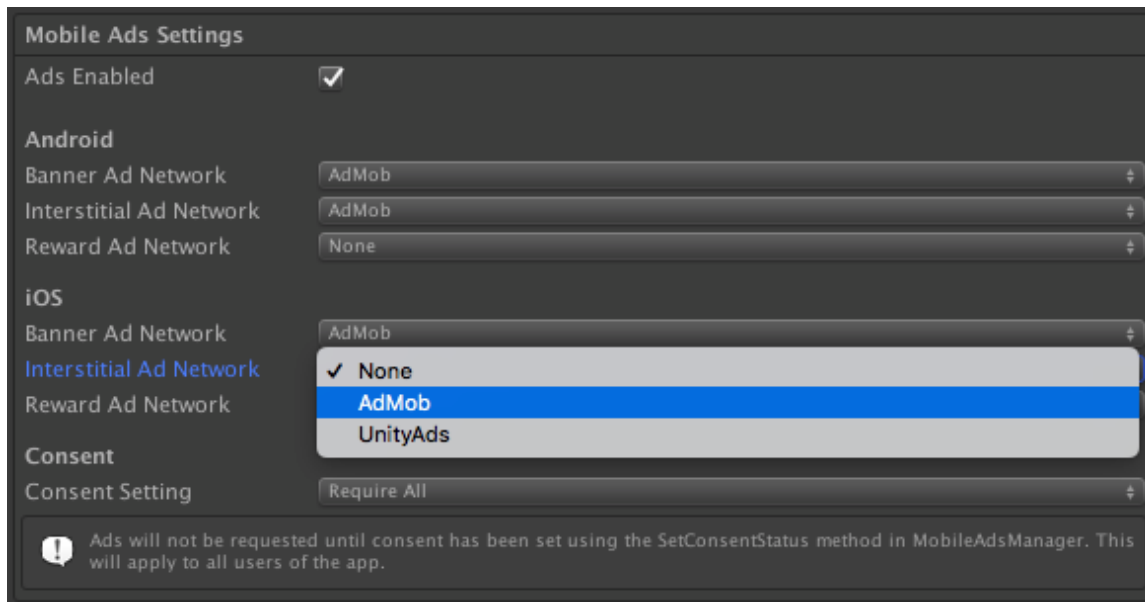 Mobile Ads Settings
Ads Enabled
Android
Banner Ad Network AdMob
Interstitial Ad Network AdMob
Reward Ad Network None
iOS
Banner Ad Network AdMob
Interstitial Ad Network ✓ None
Reward Ad Network AdMob
UnityAds
Consent
Consent Setting Require All
Ads will not be requested until consent has been set using the SetConsentStatus method in MobileAdsManager. This
will apply to all users of the app.